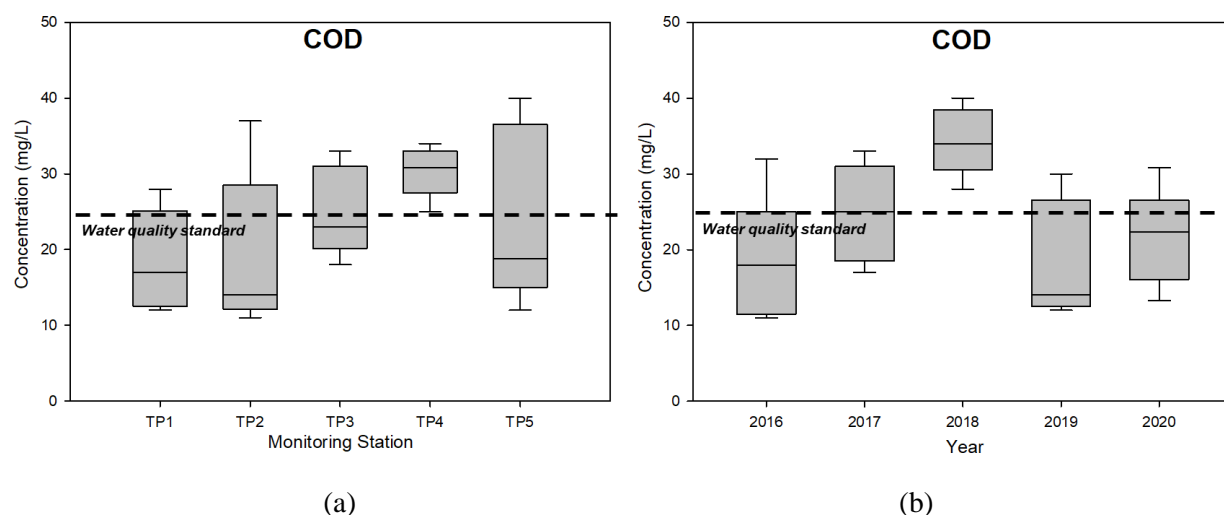 COD
50
40
30
20
10
0
Concentration (mg/L)
Water quality standard
TP1 TP2 TP3 TP4 TP5
Monitoring Station
(a)
COD
50
40
30
20
10
0
Concentration (mg/L)
Water quality standard
2016 2017 2018 2019 2020
Year
(b)